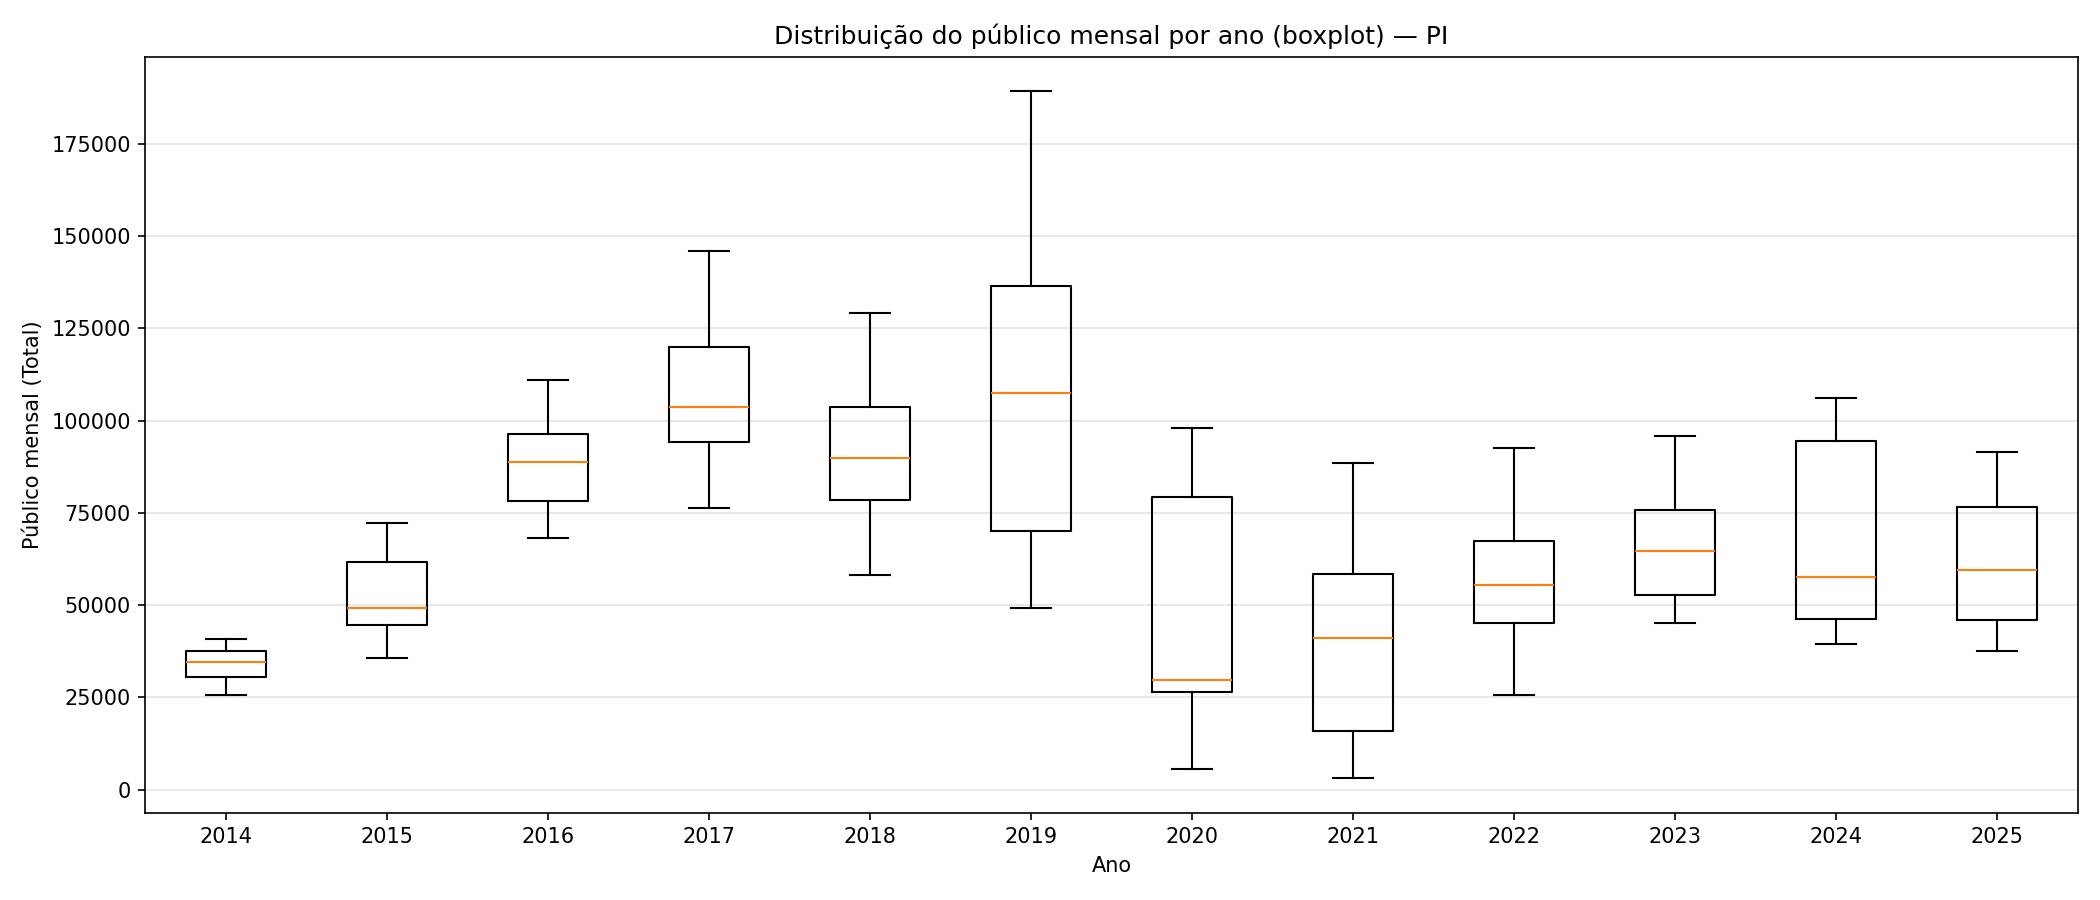 Distribuição do público mensal por ano (boxplot) — PI
Público mensal (Total)
175000
150000
125000
100000
75000
50000
25000
0
2014 2015 2016 2017 2018 2019 2020 2021 2022 2023 2024 2025
Ano